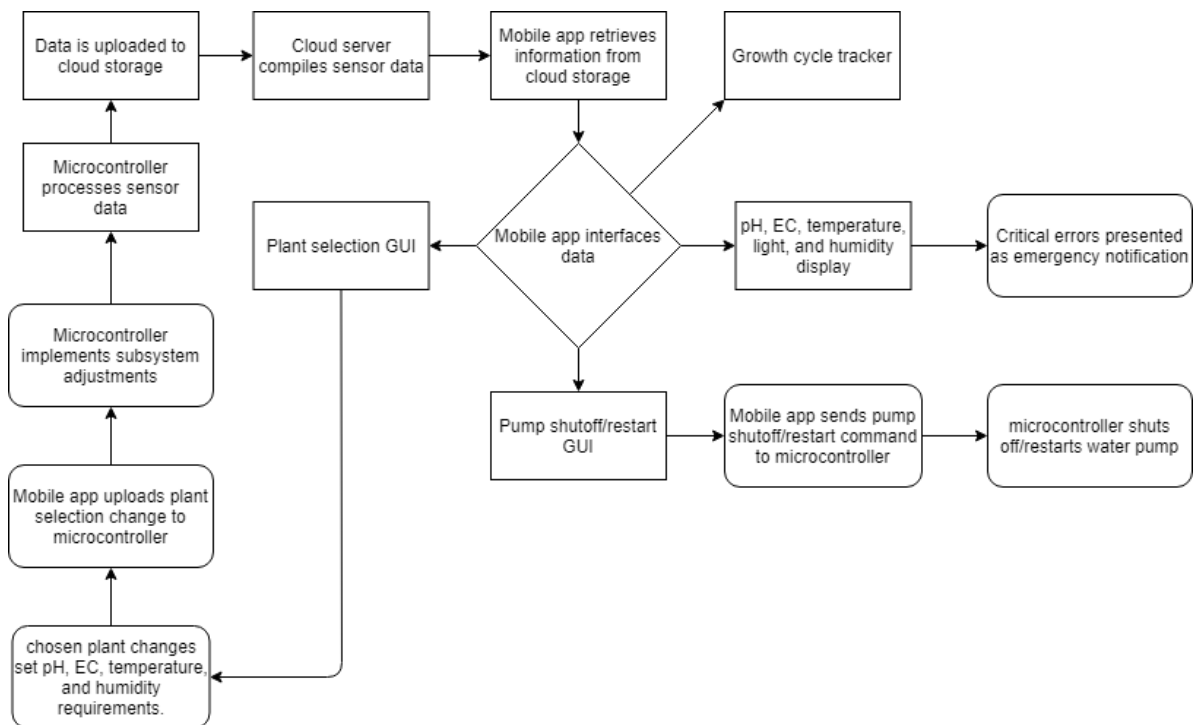 Data is uploaded to
cloud storage
Cloud server
compiles sensor data
Mobile app retrieves
information from
cloud storage
Growth cycle tracker
Microcontroller
processes sensor
data
Plant selection GUI
Mobile app interfaces
data
pH, EC, temperature,
light, and humidity
display
Critical errors presented
as emergency notification
Microcontroller
implements subsystem
adjustments
Pump shutoff/restart
GUI
Mobile app sends pump
shutoff/restart command
to microcontroller
microcontroller shuts
off/restarts water pump
Mobile app uploads plant
selection change to
microcontroller
chosen plant changes
set pH, EC, temperature,
and humidity
requirements.